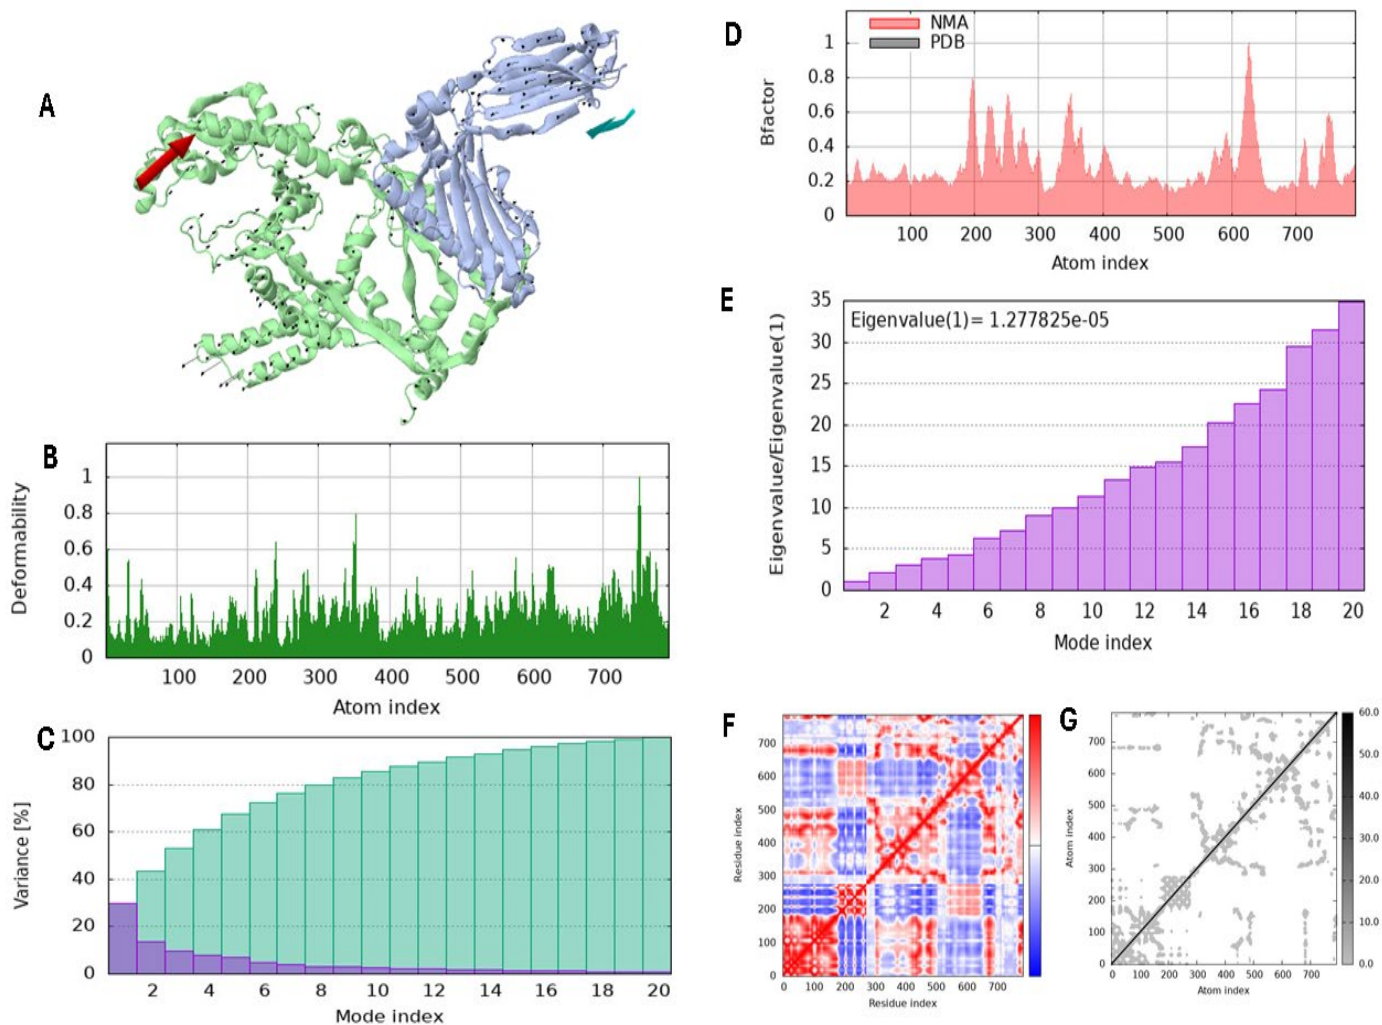 A
B
Deformability
1
0.8
0.6
0.4
0.2
0
100 200 300 400 500 600 700
Atom index
C
Variance [%]
100
80
60
40
20
0
2 4 6 8 10 12 14 16 18 20
Mode index
D
NMA
PDB
Bfactor
1
0.8
0.6
0.4
0.2
0
100 200 300 400 500 600 700
Atom index
E
Eigenvalue(1)= 1.277825e-05
Eigenvalue/Eigenvalue(1)
35
30
25
20
15
10
5
0
2 4 6 8 10 12 14 16 18 20
Mode index
F
Residue index
700
600
500
400
300
200
100
0
0 100 200 300 400 500 600 700
Residue index
G
Atom index
700
600
500
400
300
200
100
0
0 100 200 300 400 500 600 700
Atom index
60.0
50.0
40.0
30.0
20.0
10.0
0.0